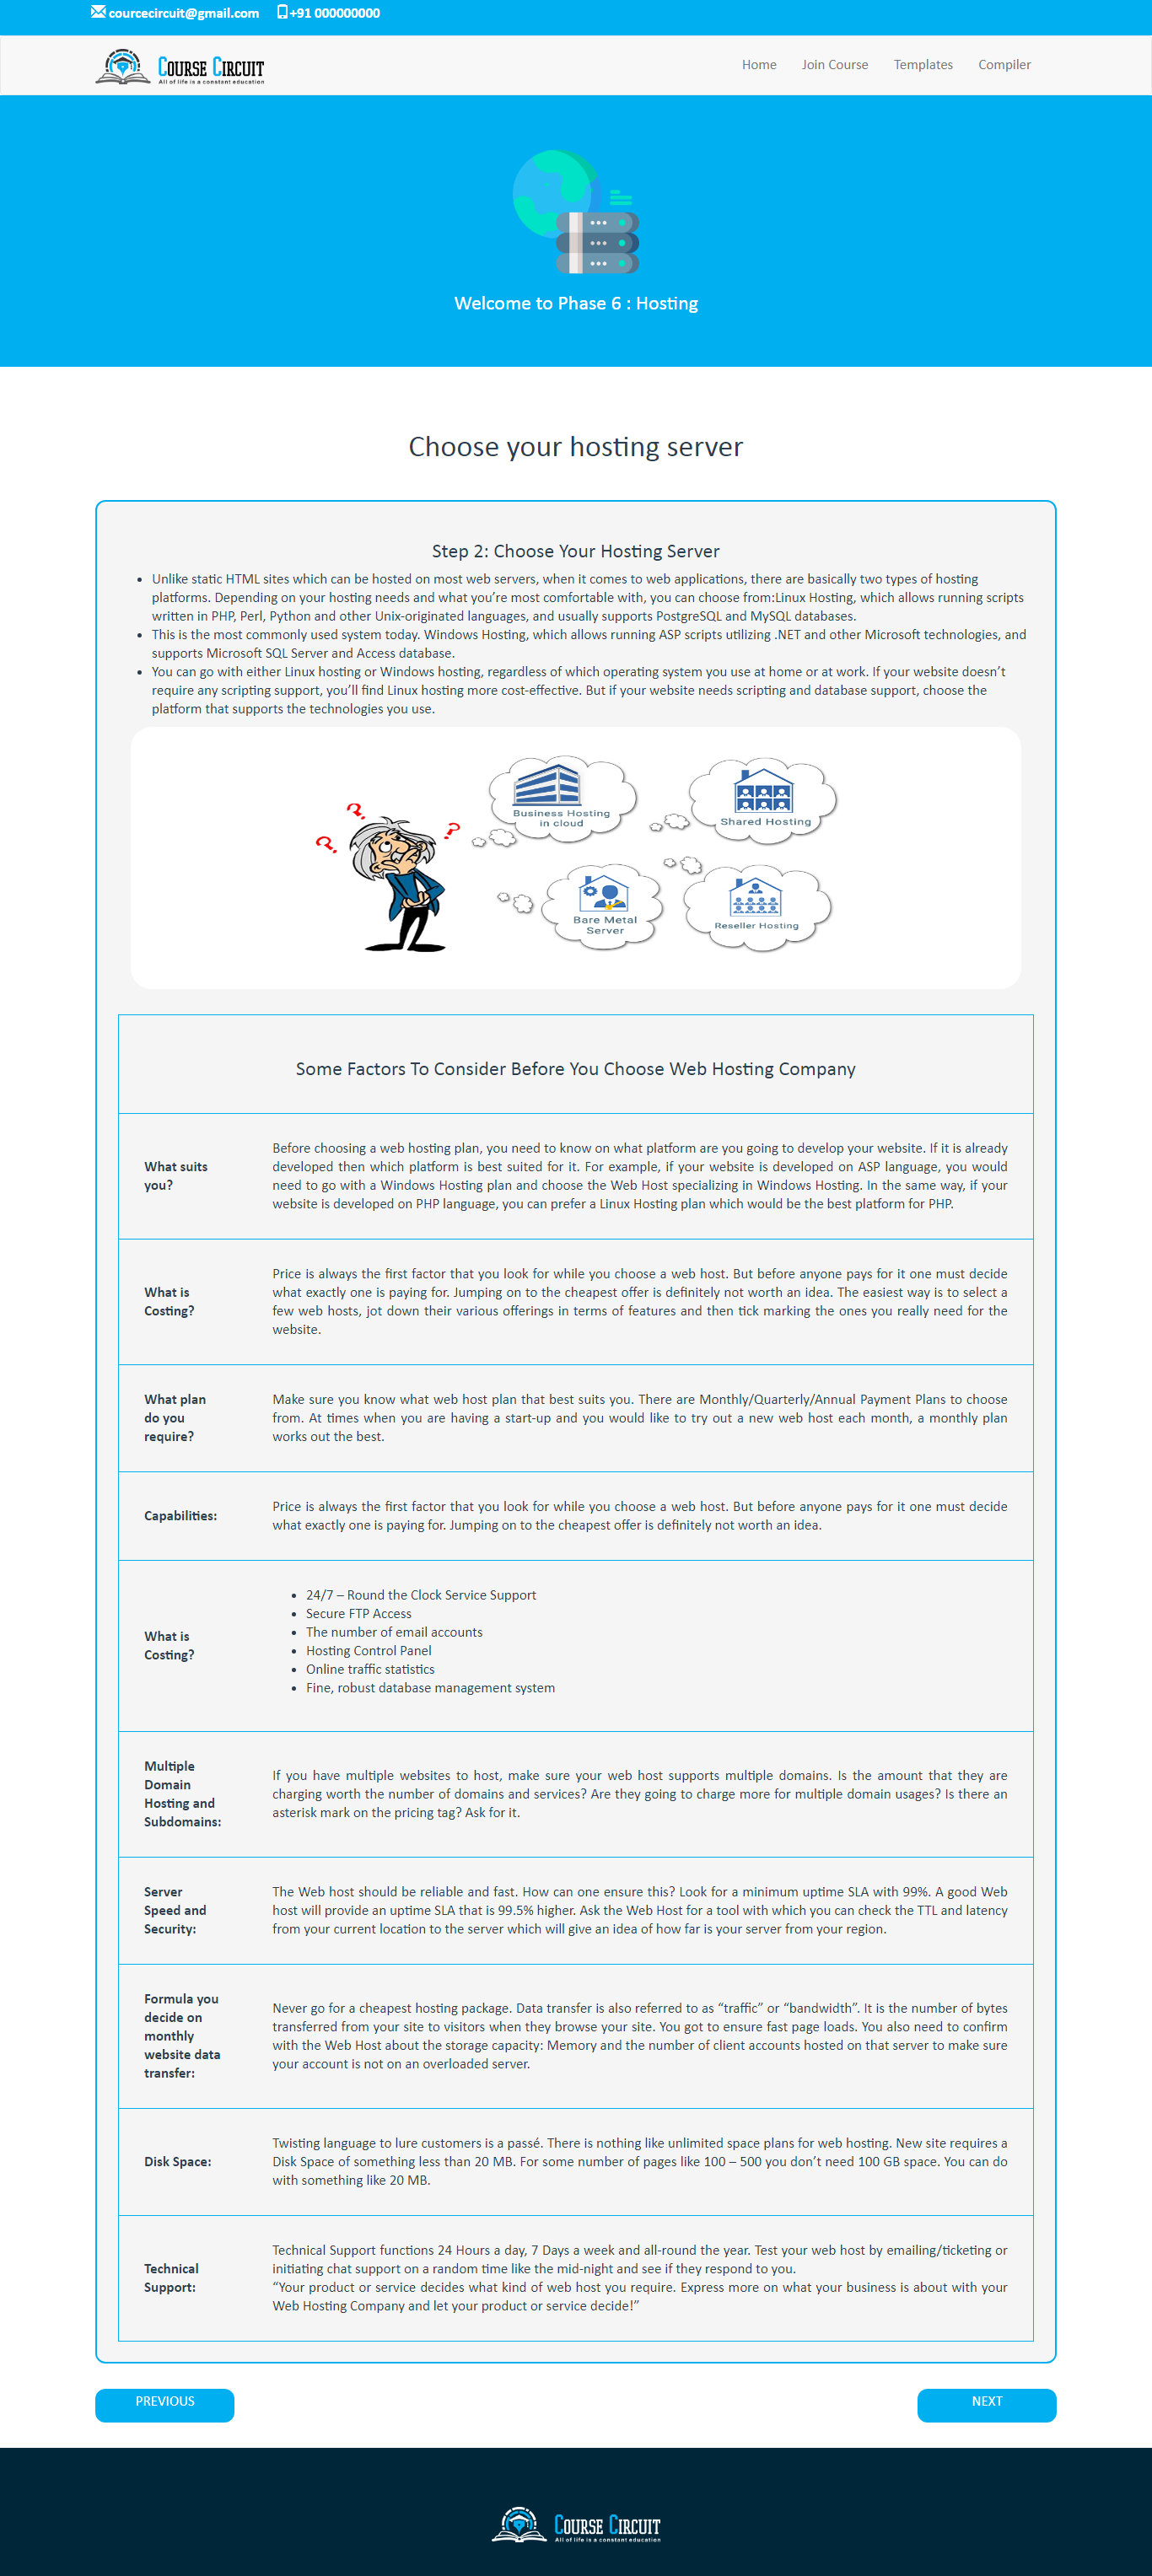 courcecircuit@gmail.com +91 000000000
COURSE CIRCUIT
All of life is a constant education
Home Join Course Templates Compiler
Welcome to Phase 6 : Hosting
Choose your hosting server
Step 2: Choose Your Hosting Server
• Unlike static HTML sites which can be hosted on most web servers, when it comes to web applications, there are basically two types of hosting
platforms. Depending on your hosting needs and what you’re most comfortable with, you can choose from:Linux Hosting, which allows running scripts
written in PHP, Perl, Python and other Unix-originated languages, and usually supports PostgreSQL and MySQL databases.
• This is the most commonly used system today. Windows Hosting, which allows running ASP scripts utilizing .NET and other Microsoft technologies, and
supports Microsoft SQL Server and Access database.
• You can go with either Linux hosting or Windows hosting, regardless of which operating system you use at home or at work. If your website doesn’t
require any scripting support, you’ll find Linux hosting more cost-effective. But if your website needs scripting and database support, choose the
platform that supports the technologies you use.
? ? ?
Business Hosting
in cloud
Shared Hosting
Bare Metal
Server
Reseller Hosting
Some Factors To Consider Before You Choose Web Hosting Company
What suits
you?
Before choosing a web hosting plan, you need to know on what platform are you going to develop your website. If it is already
developed then which platform is best suited for it. For example, if your website is developed on ASP language, you would
need to go with a Windows Hosting plan and choose the Web Host specializing in Windows Hosting. In the same way, if your
website is developed on PHP language, you can prefer a Linux Hosting plan which would be the best platform for PHP.
What is
Costing?
Price is always the first factor that you look for while you choose a web host. But before anyone pays for it one must decide
what exactly one is paying for. Jumping on to the cheapest offer is definitely not worth an idea. The easiest way is to select a
few web hosts, jot down their various offerings in terms of features and then tick marking the ones you really need for the
website.
What plan
do you
require?
Make sure you know what web host plan that best suits you. There are Monthly/Quarterly/Annual Payment Plans to choose
from. At times when you are having a start-up and you would like to try out a new web host each month, a monthly plan
works out the best.
Capabilities:
Price is always the first factor that you look for while you choose a web host. But before anyone pays for it one must decide
what exactly one is paying for. Jumping on to the cheapest offer is definitely not worth an idea.
What is
Costing?
• 24/7 – Round the Clock Service Support
• Secure FTP Access
• The number of email accounts
• Hosting Control Panel
• Online traffic statistics
• Fine, robust database management system
Multiple
Domain
Hosting and
Subdomains:
If you have multiple websites to host, make sure your web host supports multiple domains. Is the amount that they are
charging worth the number of domains and services? Are they going to charge more for multiple domain usages? Is there an
asterisk mark on the pricing tag? Ask for it.
Server
Speed and
Security:
The Web host should be reliable and fast. How can one ensure this? Look for a minimum uptime SLA with 99%. A good Web
host will provide an uptime SLA that is 99.5% higher. Ask the Web Host for a tool with which you can check the TTL and latency
from your current location to the server which will give an idea of how far is your server from your region.
Formula you
decide on
monthly
website data
transfer:
Never go for a cheapest hosting package. Data transfer is also referred to as “traffic” or “bandwidth”. It is the number of bytes
transferred from your site to visitors when they browse your site. You got to ensure fast page loads. You also need to confirm
with the Web Host about the storage capacity: Memory and the number of client accounts hosted on that server to make sure
your account is not on an overloaded server.
Disk Space:
Twisting language to lure customers is a passé. There is nothing like unlimited space plans for web hosting. New site requires a
Disk Space of something less than 20 MB. For some number of pages like 100 – 500 you don’t need 100 GB space. You can do
with something like 20 MB.
Technical
Support:
Technical Support functions 24 Hours a day, 7 Days a week and all-round the year. Test your web host by emailing/ticketing or
initiating chat support on a random time like the mid-night and see if they respond to you.
“Your product or service decides what kind of web host you require. Express more on what your business is about with your
Web Hosting Company and let your product or service decide!”
PREVIOUS NEXT
COURSE CIRCUIT
All of life is a constant education